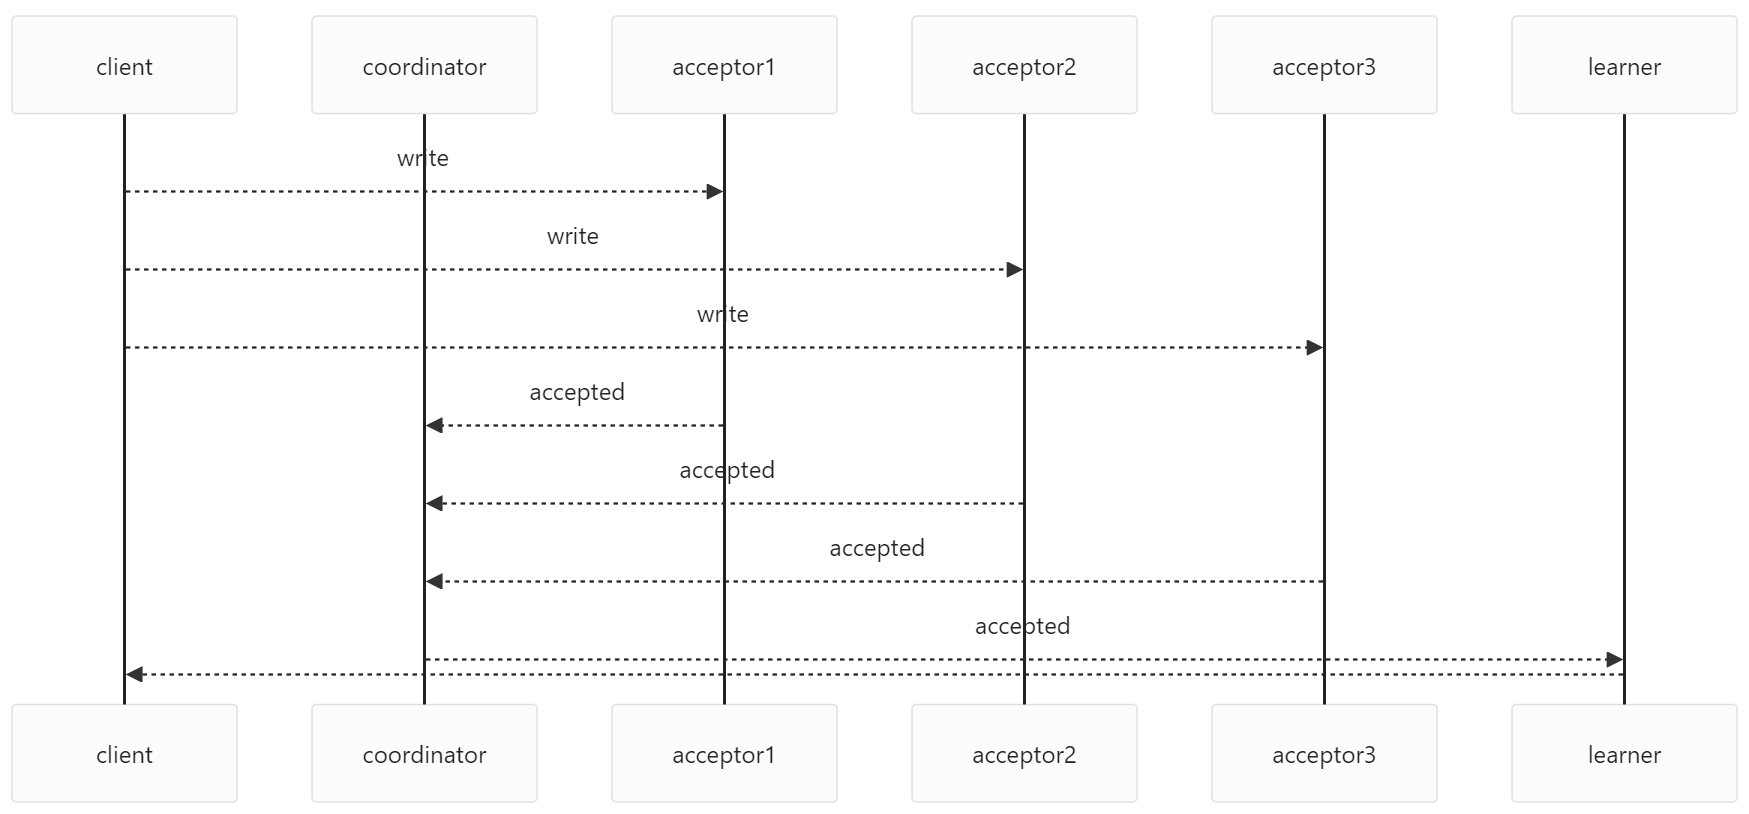 client
coordinator
acceptor1
acceptor2
acceptor3
learner
write
write
write
accepted
accepted
accepted
accepted
client
coordinator
acceptor1
acceptor2
acceptor3
learner